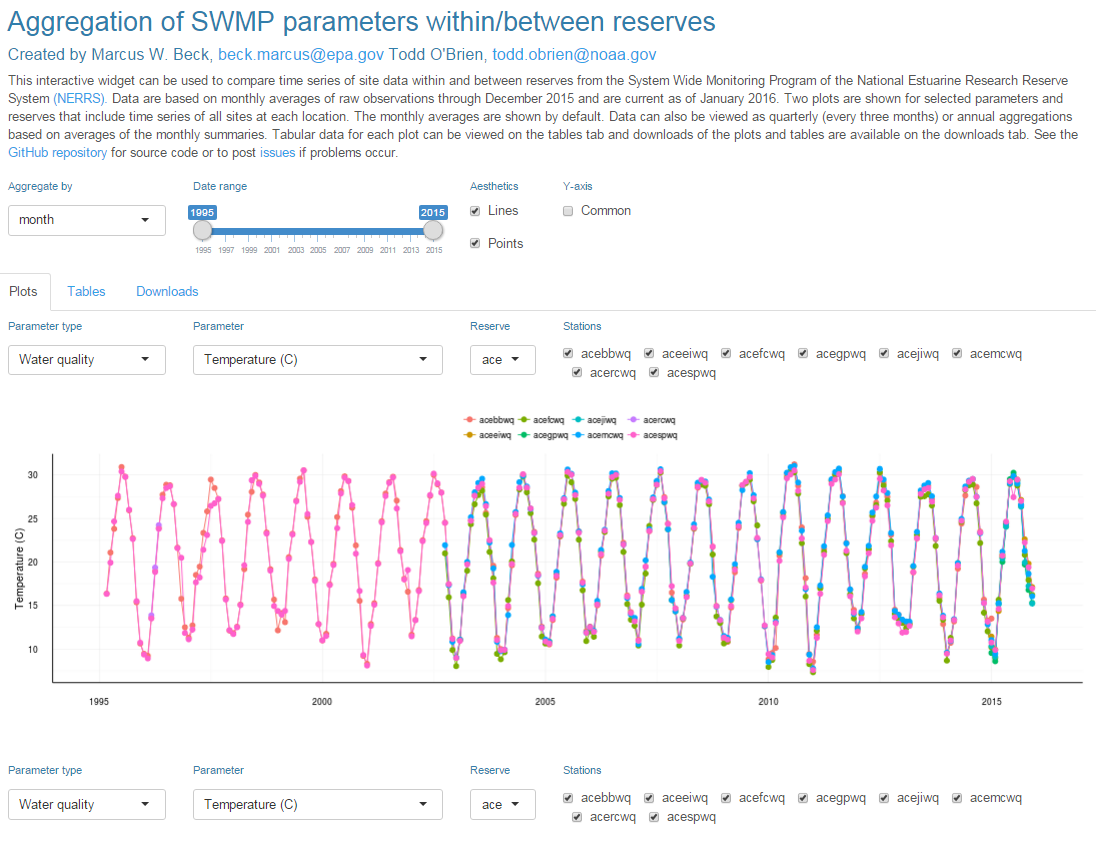 Aggregation of SWMP parameters within/between reserves
Created by Marcus W. Beck, beck.marcus@epa.gov Todd O'Brien, todd.obrien@noaa.gov
This interactive widget can be used to compare time series of site data within and between reserves from the System Wide Monitoring Program of the National Estuarine Research Reserve
System (NERRS). Data are based on monthly averages of raw observations through December 2015 and are current as of January 2016. Two plots are shown for selected parameters and
reserves that include time series of all sites at each location. The monthly averages are shown by default. Data can also be viewed as quarterly (every three months) or annual aggregations
based on averages of the monthly summaries. Tabular data for each plot can be viewed on the tables tab and downloads of the plots and tables are available on the downloads tab. See the
GitHub repository for source code or to post issues if problems occur.
Aggregate by Date range Aesthetics Y-axis
month 1995 2015 Lines Common
1995 1997 1999 2001 2003 2005 2007 2009 2011 2013 2015 Points
Plots Tables Downloads
Parameter type Parameter Reserve Stations
Water quality Temperature (C) ace acebbwq aceeiwq acefcwq acegpwq acejiwq acemcwq
acercwq acespwq
acebbwq acefcwq acejiwq acercwq
aceeiwq acegpwq acemcwq acespwq
Temperature (C)
30
25
20
15
10
1995 2000 2005 2010 2015
Parameter type Parameter Reserve Stations
Water quality Temperature (C) ace acebbwq aceeiwq acefcwq acegpwq acejiwq acemcwq
acercwq acespwq